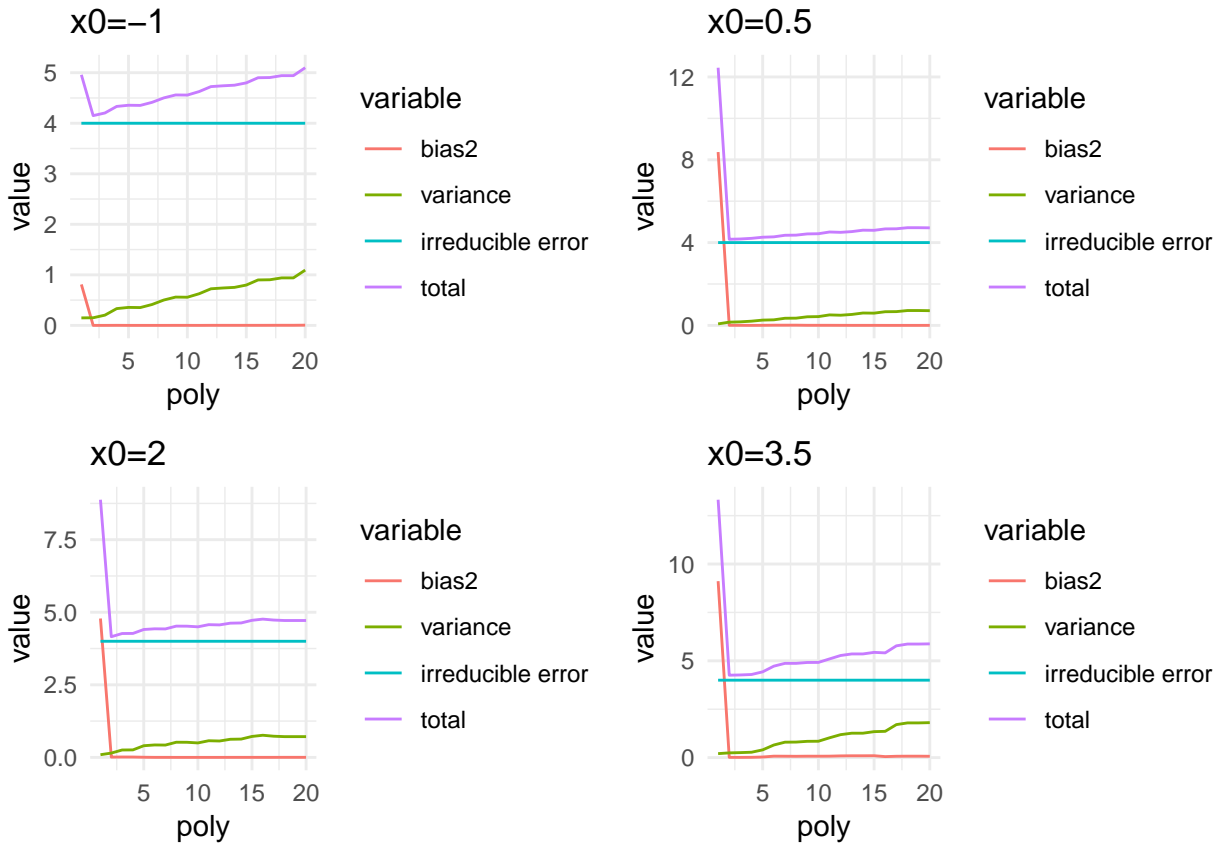 x0=−1
5
4
3
2
1
0
value
5 10 15 20
poly
variable
bias2
variance
irreducible error
total
x0=0.5
12
8
4
0
value
5 10 15 20
poly
variable
bias2
variance
irreducible error
total
x0=2
7.5
5.0
2.5
0.0
value
5 10 15 20
poly
variable
bias2
variance
irreducible error
total
x0=3.5
10
5
0
value
5 10 15 20
poly
variable
bias2
variance
irreducible error
total